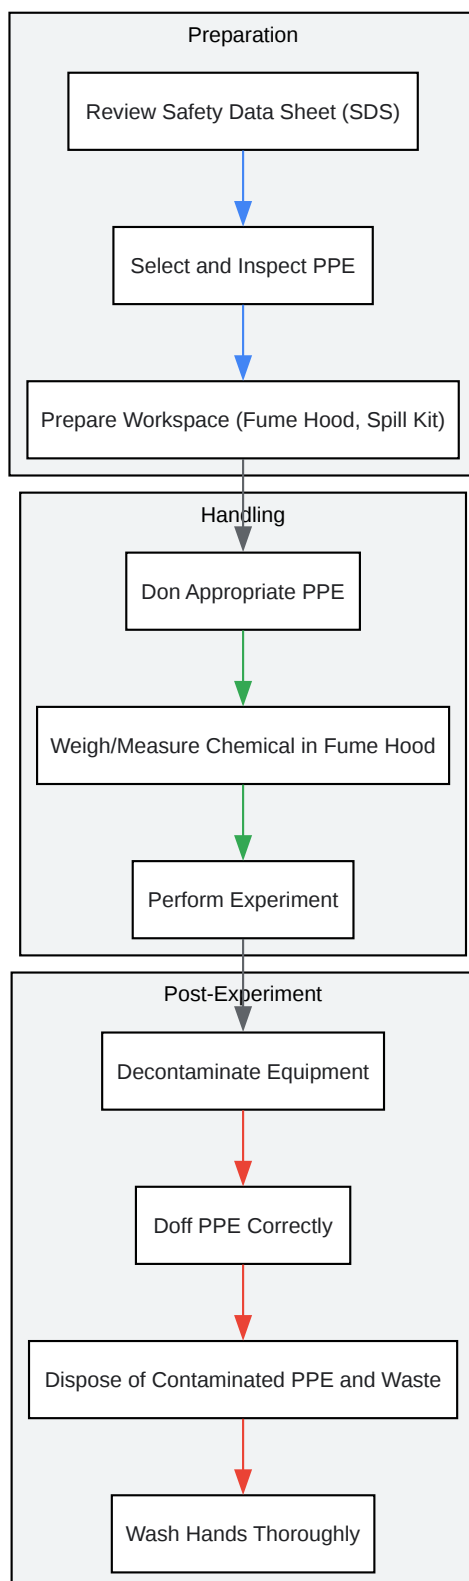 Preparation
Review Safety Data Sheet (SDS)
Select and Inspect PPE
Prepare Workspace (Fume Hood, Spill Kit)
Handling
Don Appropriate PPE
Weigh/Measure Chemical in Fume Hood
Perform Experiment
Post-Experiment
Decontaminate Equipment
Doff PPE Correctly
Dispose of Contaminated PPE and Waste
Wash Hands Thoroughly